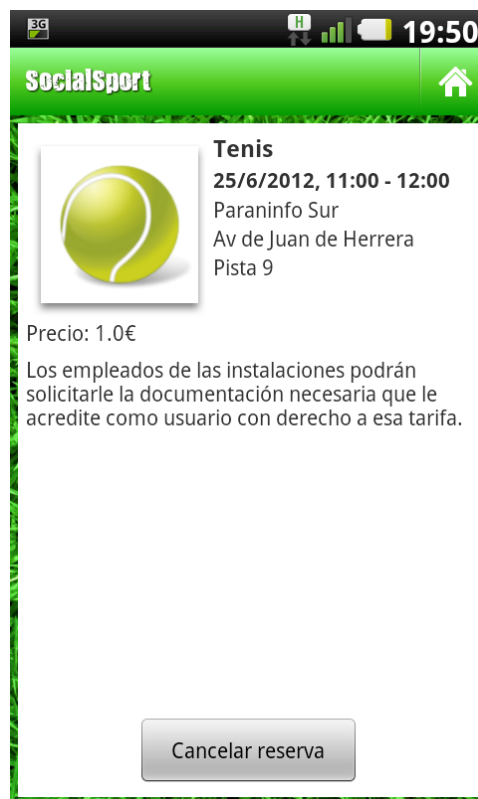 3G
H
19:50
SocialSport
Tenis
25/6/2012, 11:00 - 12:00
Paraninfo Sur
Av de Juan de Herrera
Pista 9
Precio: 1.0€
Los empleados de las instalaciones podrán
solicitarle la documentación necesaria que le
acredite como usuario con derecho a esa tarifa.
Cancelar reserva